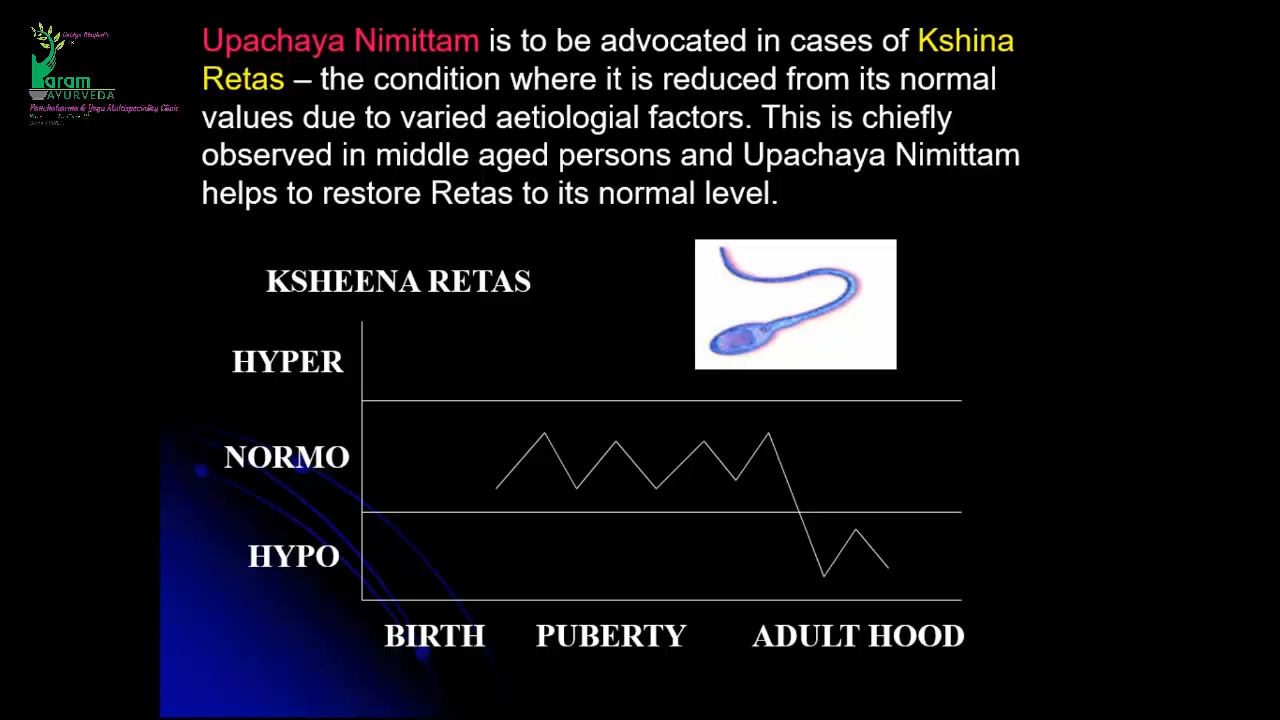 aram
AYURVEDA
Panchakarma & Yoga Multispeciality Clinic
Upachaya Nimittam is to be advocated in cases of Kshina
Retas – the condition where it is reduced from its normal
values due to varied aetiologial factors. This is chiefly
observed in middle aged persons and Upachaya Nimittam
helps to restore Retas to its normal level.
KSHEENA RETAS
HYPER
NORMO
HYPO
BIRTH PUBERTY ADULT HOOD